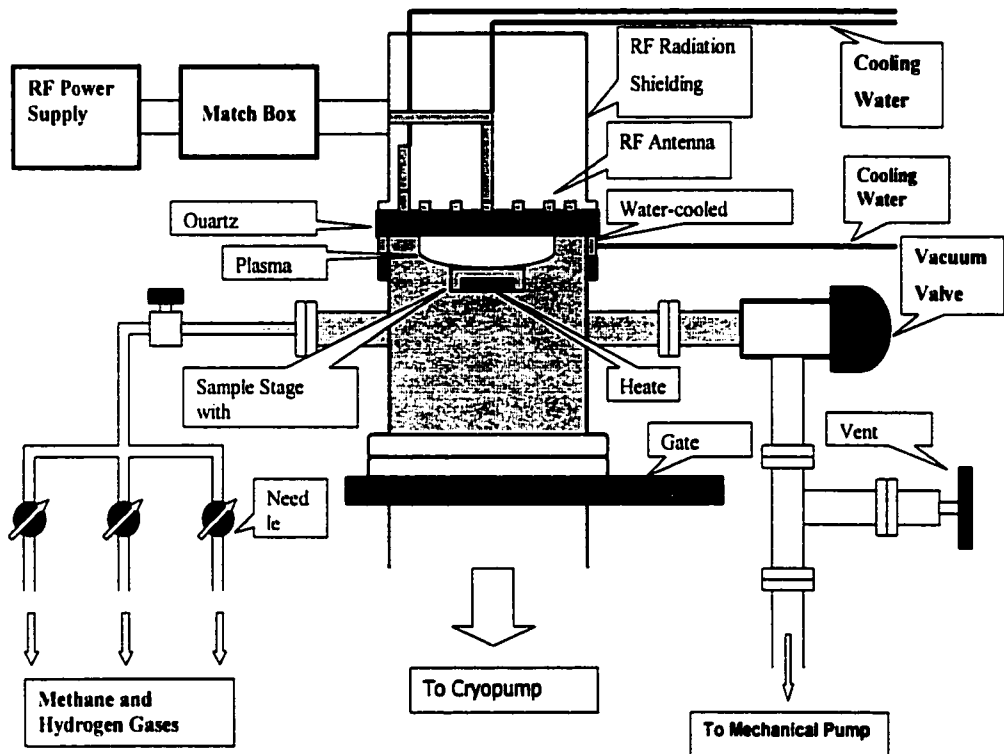 RF Radiation
Shielding
Cooling
Water
RF Power
Supply
Match Box
RF Antenna
Quartz
Water-cooled
Cooling
Water
Plasma
Vacuum
Valve
Sample Stage
with
Heate
Gate
Vent
Need
le
To Cryopump
Methane and
Hydrogen Gases
To Mechanical Pump